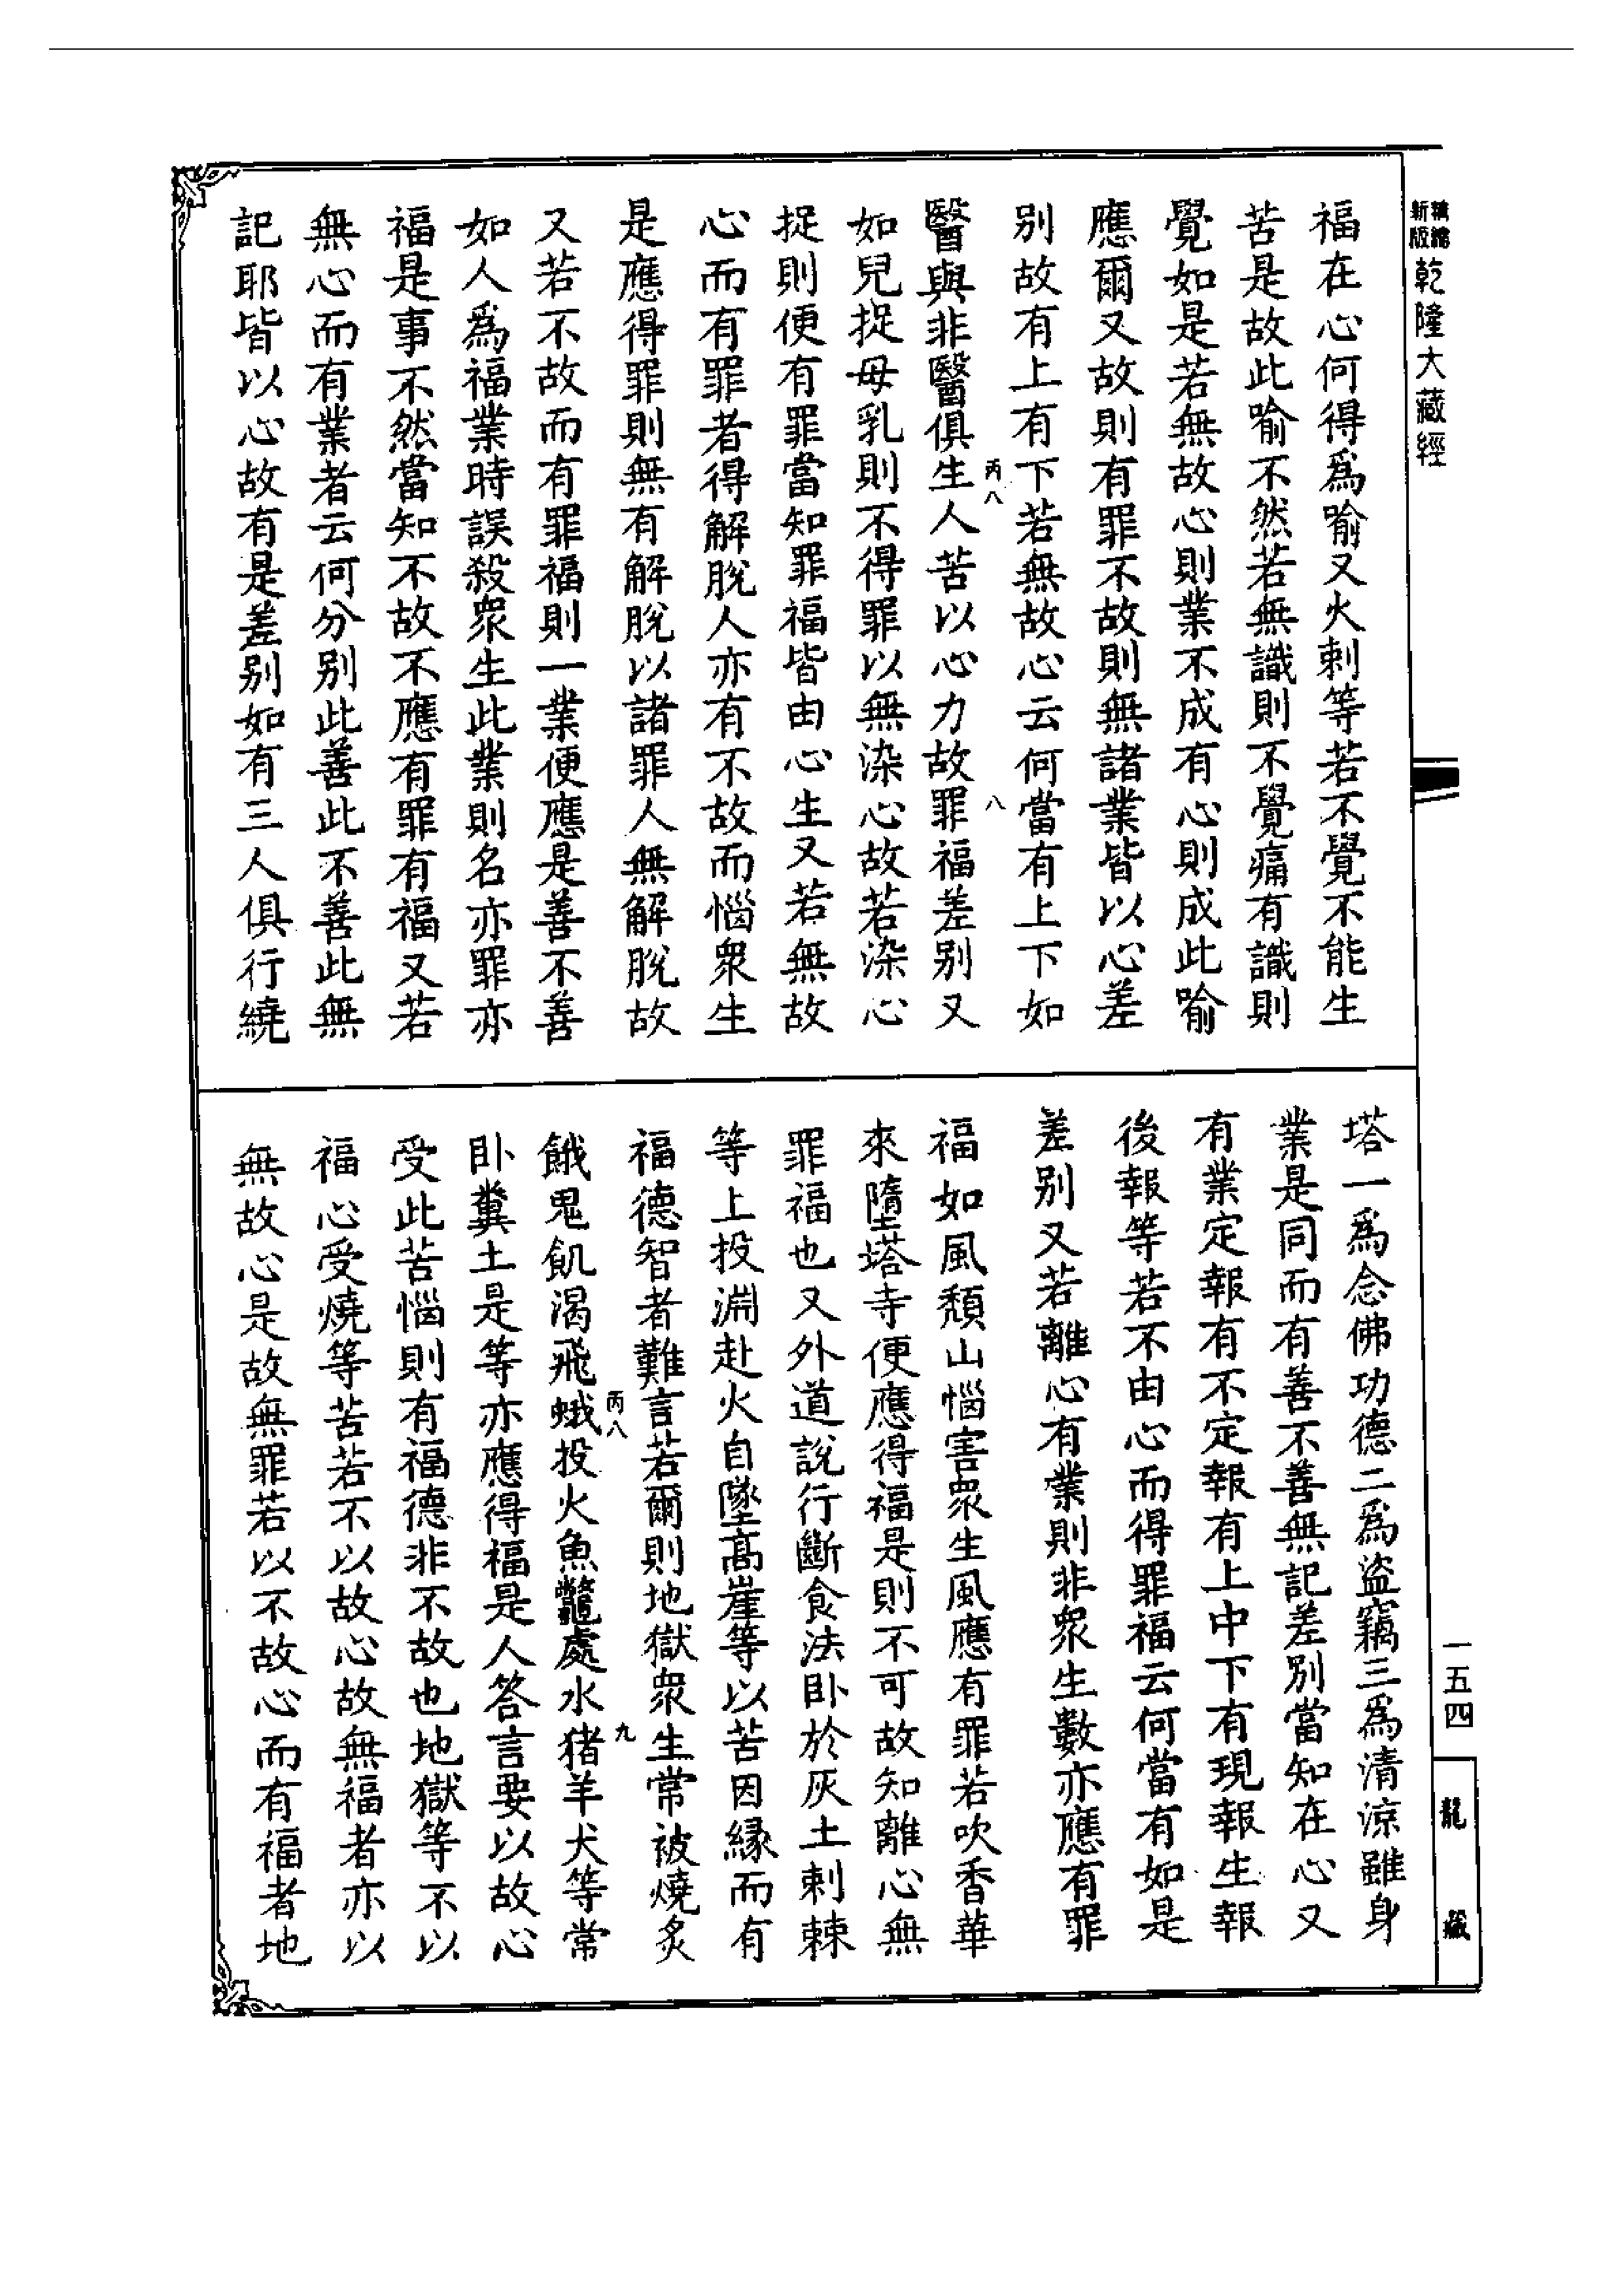 新版精縮乾隆大藏經
福在心何得爲喻又火刺等若不覺不能生
苦是故此喻不然若無識則不覺痛有識則
覺如是若無故心則業不成有心則成此喻
應爾又故則有罪不故則無諸業皆以心差
别故有上有下若無故心云何當有上下如
丙八
八
醫與非醫俱生人苦以心力故罪福差别又
如兒捉母乳則不得罪以無染心故若染心
捉則便有罪當知罪福皆由心生又若無故
心而有罪者得解脫人亦有不故而惱衆生
是應得罪則無有解脫以諸罪人無解脫故
又若不故而有罪福則一業便應是善不善
如人爲福業時誤殺衆生此業則名亦罪亦
福是事不然當知不故不應有罪有福又若
無心而有業者云何分别此善此不善此無
記耶皆以心故有是差别如有三人俱行繞
塔一爲念佛功德二爲盜竊三爲清涼雖身
業是同而有善不善無記差别當知在心又
有業定報有不定報有上中下有現報生報
後報等若不由心而得罪福云何當有如是
差别又若離心有業則非衆生數亦應有罪
福如風頹山惱害衆生風應有罪若吹香華
來墮塔寺便應得福是則不可故知離心無
罪福也又外道說行斷食法卧於灰土刺棘
等上投淵赴火自墜高崖等以苦因緣而有
福德智者難言若爾則地獄衆生常被燒炙
丙八
九
餓鬼飢渴飛蛾投火魚鼈處水猪羊犬等常
卧糞土是等亦應得福是人答言要以故心
受此苦惱則有福德非不故也地獄等不以
福心受燒等苦若不以故心故無福者亦以
無故心是故無罪若以不故心而有福者地
一五四
龍藏